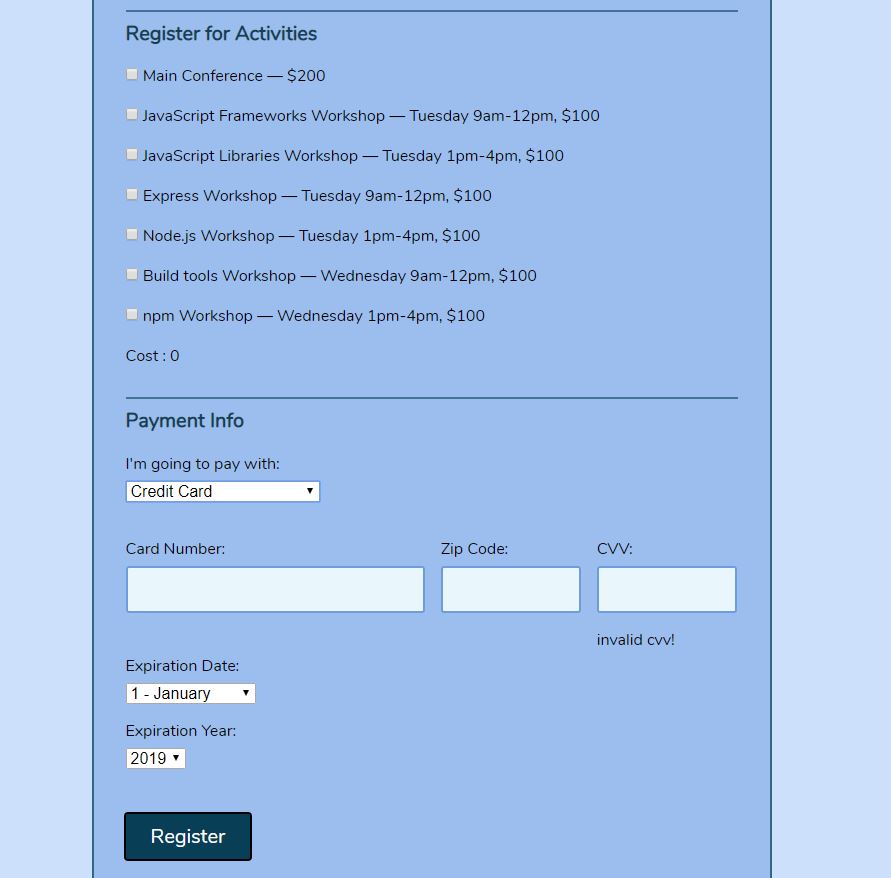 Register for Activities
Main Conference — $200
JavaScript Frameworks Workshop — Tuesday 9am-12pm, $100
JavaScript Libraries Workshop — Tuesday 1pm-4pm, $100
Express Workshop — Tuesday 9am-12pm, $100
Node.js Workshop — Tuesday 1pm-4pm, $100
Build tools Workshop — Wednesday 9am-12pm, $100
npm Workshop — Wednesday 1pm-4pm, $100
Cost : 0
Payment Info
I'm going to pay with:
Credit Card
Card Number: Zip Code: CVV:
invalid cvv!
Expiration Date:
1 - January
Expiration Year:
2019
Register